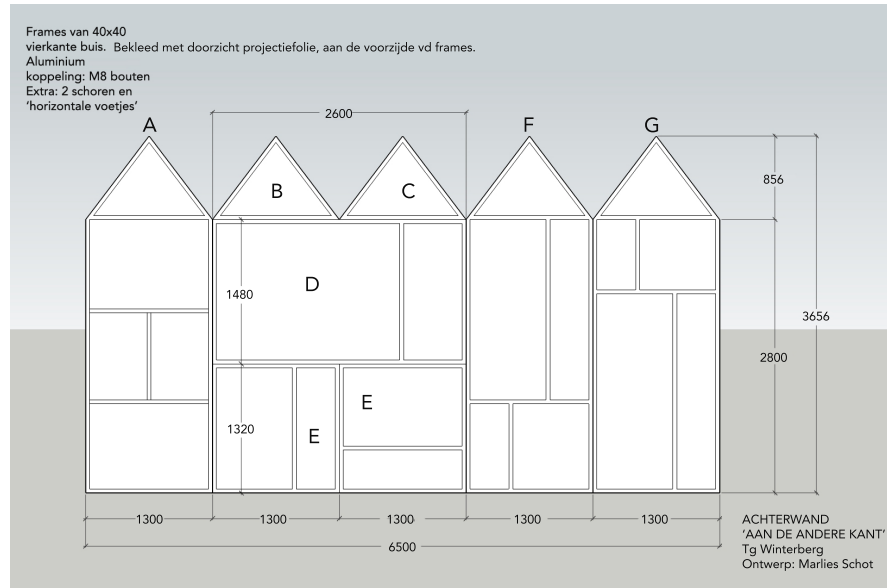 Frames van 40x40
vierkante buis. Bekleed met doorzicht projectiefolie, aan de voorzijde vd frames.
Aluminium
koppeling: M8 bouten
Extra: 2 schoren en
‘horizontale voetjes’
2600
A
F
G
B
C
856
D
1480
3656
2800
E
1320
E
1300
1300
1300
1300
1300
6500
ACHTERWAND
‘AAN DE ANDERE KANT’
Tg Winterberg
Ontwerp: Marlies Schot